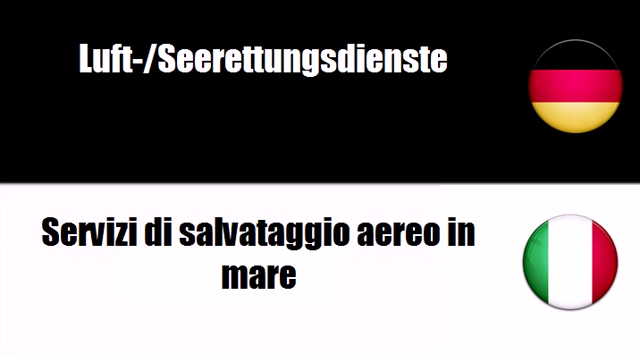 Luft-/Seerettungsdienste
Servizi di salvataggio aereo in
mare